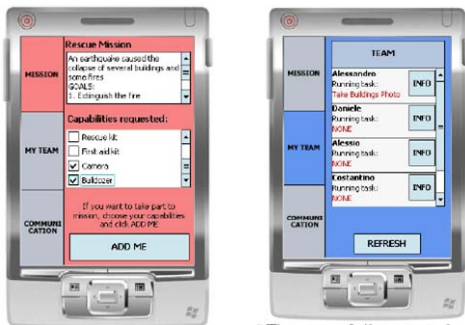 Rescue Mission
An earthquake caused the
collapse of several buildings and
some fires
GOALS:
1. Extinguish the fire
MISSION
Capabilities requested:
Rescue kit
First aid kit
Camera
Buldozer
MY TEAM
If you want to take part to
mission, choose your capabilities
and click ADD ME
COMMUNI
CATION
ADD ME
TEAM
MISSION
Alessandro
Running task:
Take Buildings Photo
INFO
Daniele
Running task:
NONE
INFO
MY TEAM
Alessio
Running task:
NONE
INFO
Costantino
Running task:
NONE
INFO
COMMUNI
CATION
REFRESH